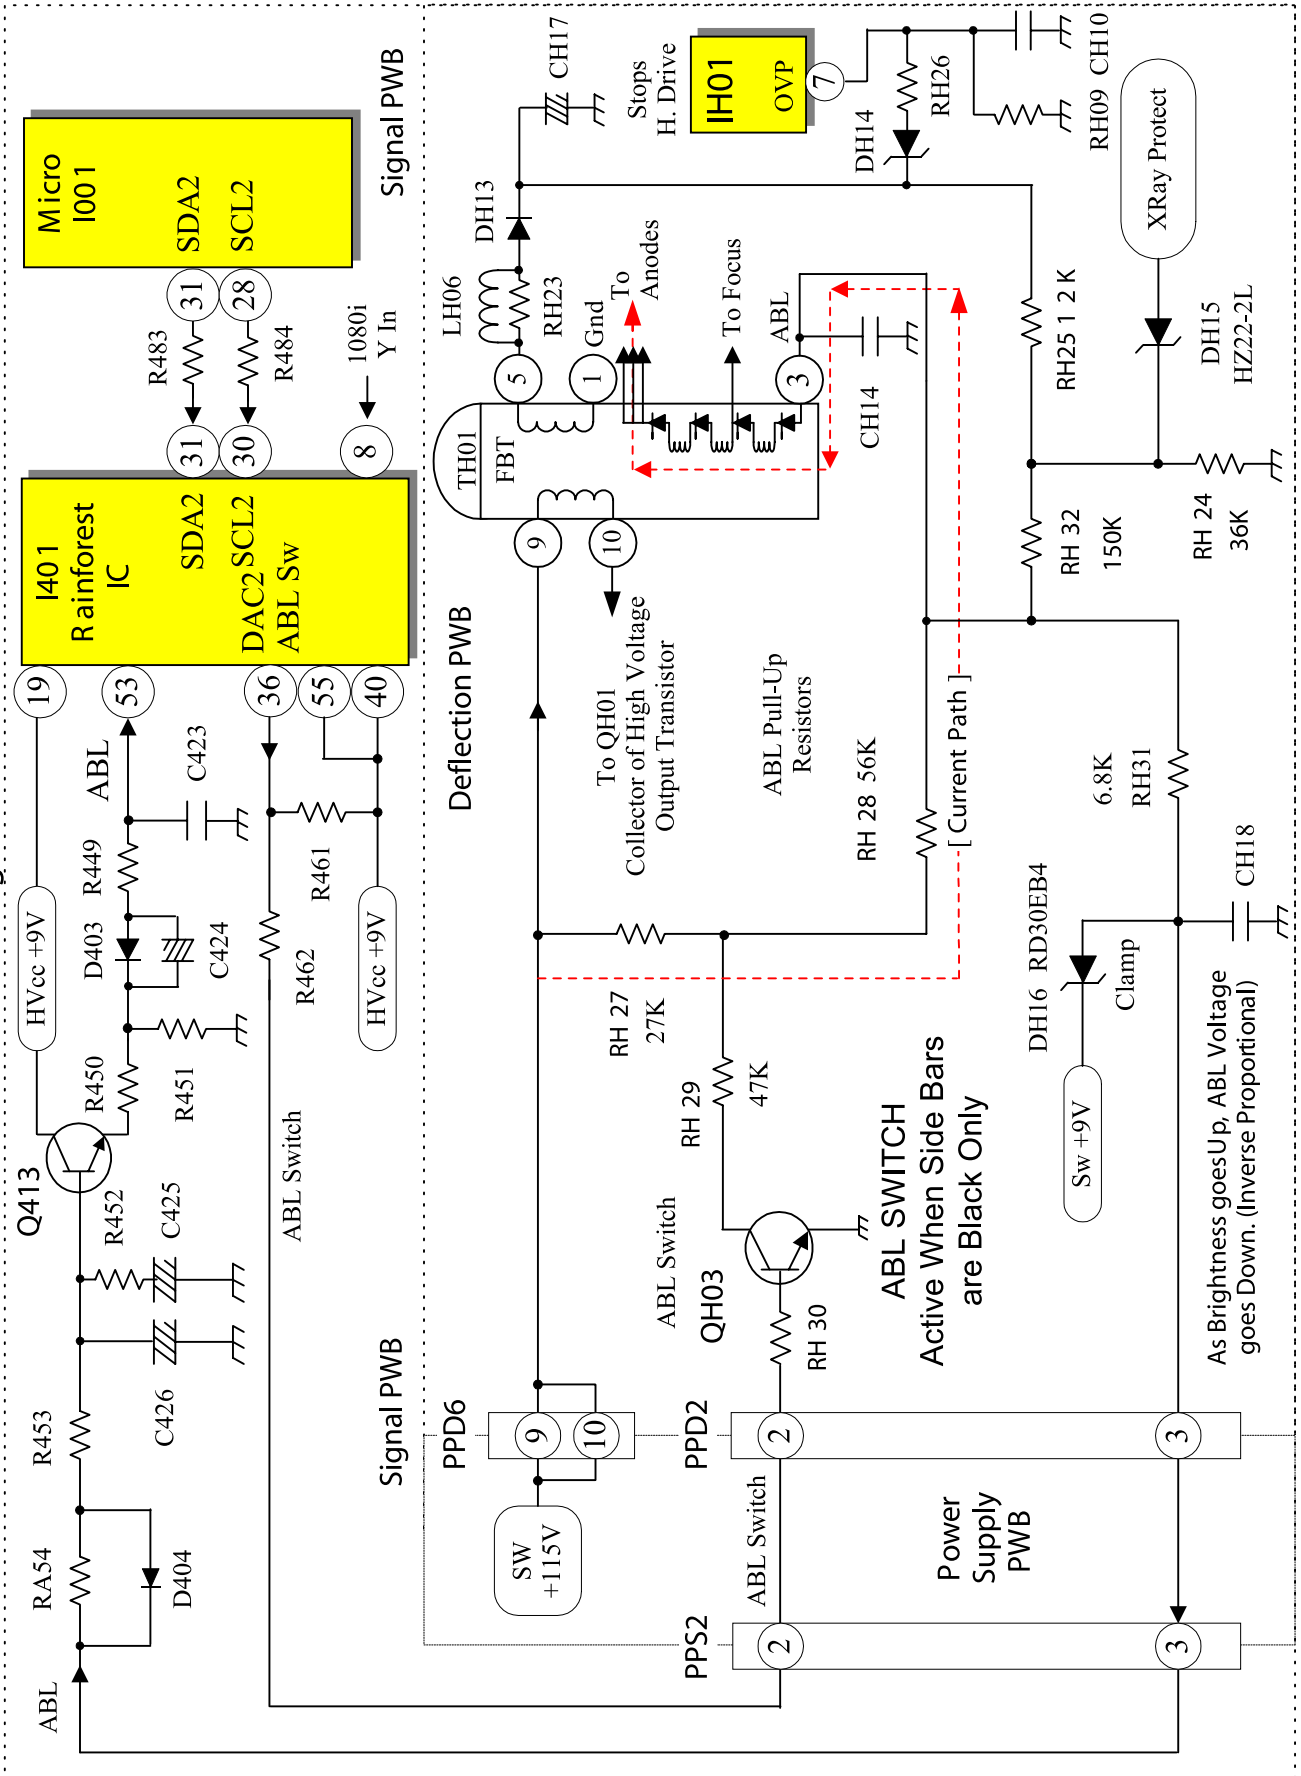 Signal PWB
Micro
I001
SDA2
SCL2
31
28
R483
R484
1080i
Y In
31
30
8
I401
Rainforest
IC
SDA2
SCL2
DAC2
ABL Sw
19
53
36
55
40
ABL
C423
R449
D403
C424
R450
R451
HVcc +9V
R461
HVcc +9V
R462
Q413
R452
C425
C426
R453
RA54
D404
ABL
ABL Switch
Signal PWB
Deflection PWB
CH17
Stops
H. Drive
IH01
OVP
7
DH14
RH26
RH09
CH10
XRay Protect
DH13
LH06
RH23
Gnd
To
Anodes
To Focus
ABL
CH14
5
1
3
TH01
FBT
9
10
To QH01
Collector of High Voltage
Output Transistor
RH25 1 2 K
DH15
HZ22-2L
RH 32
150K
RH 24
36K
ABL Pull-Up
Resistors
RH 28 56K
[ Current Path ]
6.8K
RH31
RH 27
27K
RH 29
47K
DH16 RD30EB4
Clamp
CH18
Sw +9V
ABL Switch
QH03
RH 30
ABL SWITCH
Active When Side Bars
are Black Only
As Brightness goesUp, ABL Voltage
goes Down. (Inverse Proportional)
PPD6
9
10
PPD2
2
3
SW
+115V
ABL Switch
Power
Supply
PWB
PPS2
2
3